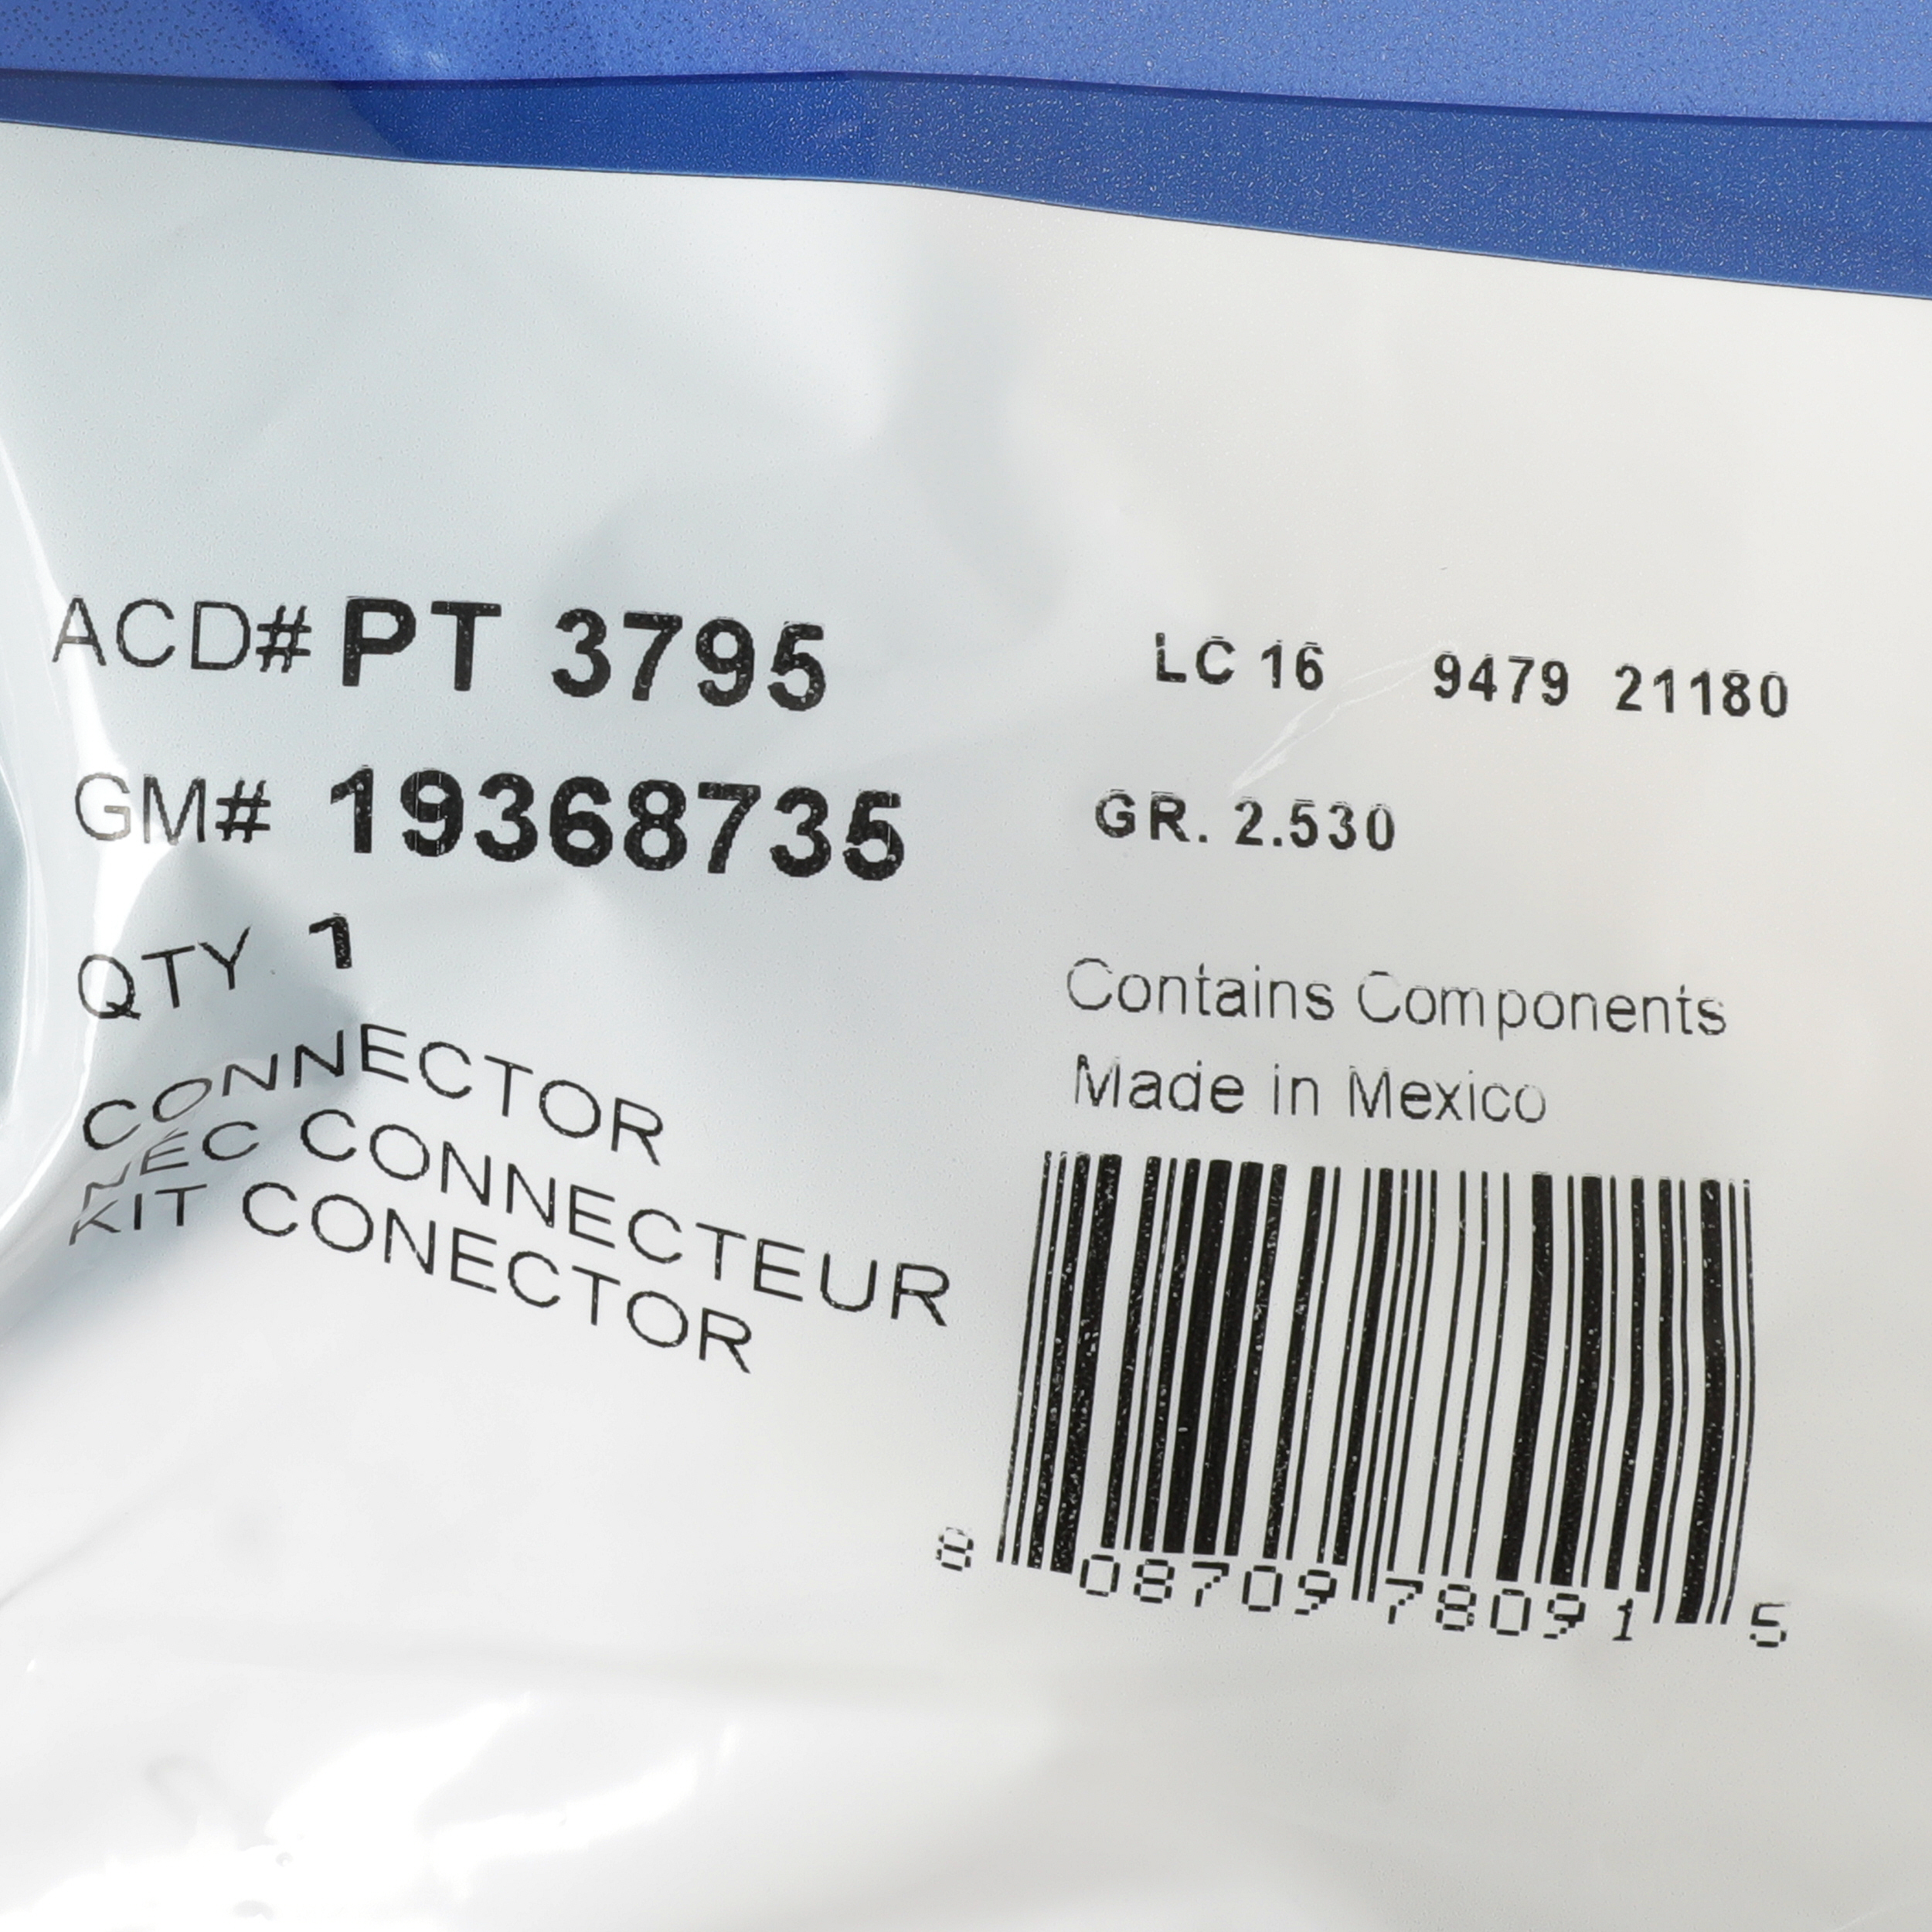 ACD# PT 3795
GM# 19368735
QTY 1
CONNECTOR
NÉC CONNECTEUR
KIT CONECTOR
LC 16 9479 21180
GR. 2.530
Contains Components
Made in Mexico
8 08709 78091 5